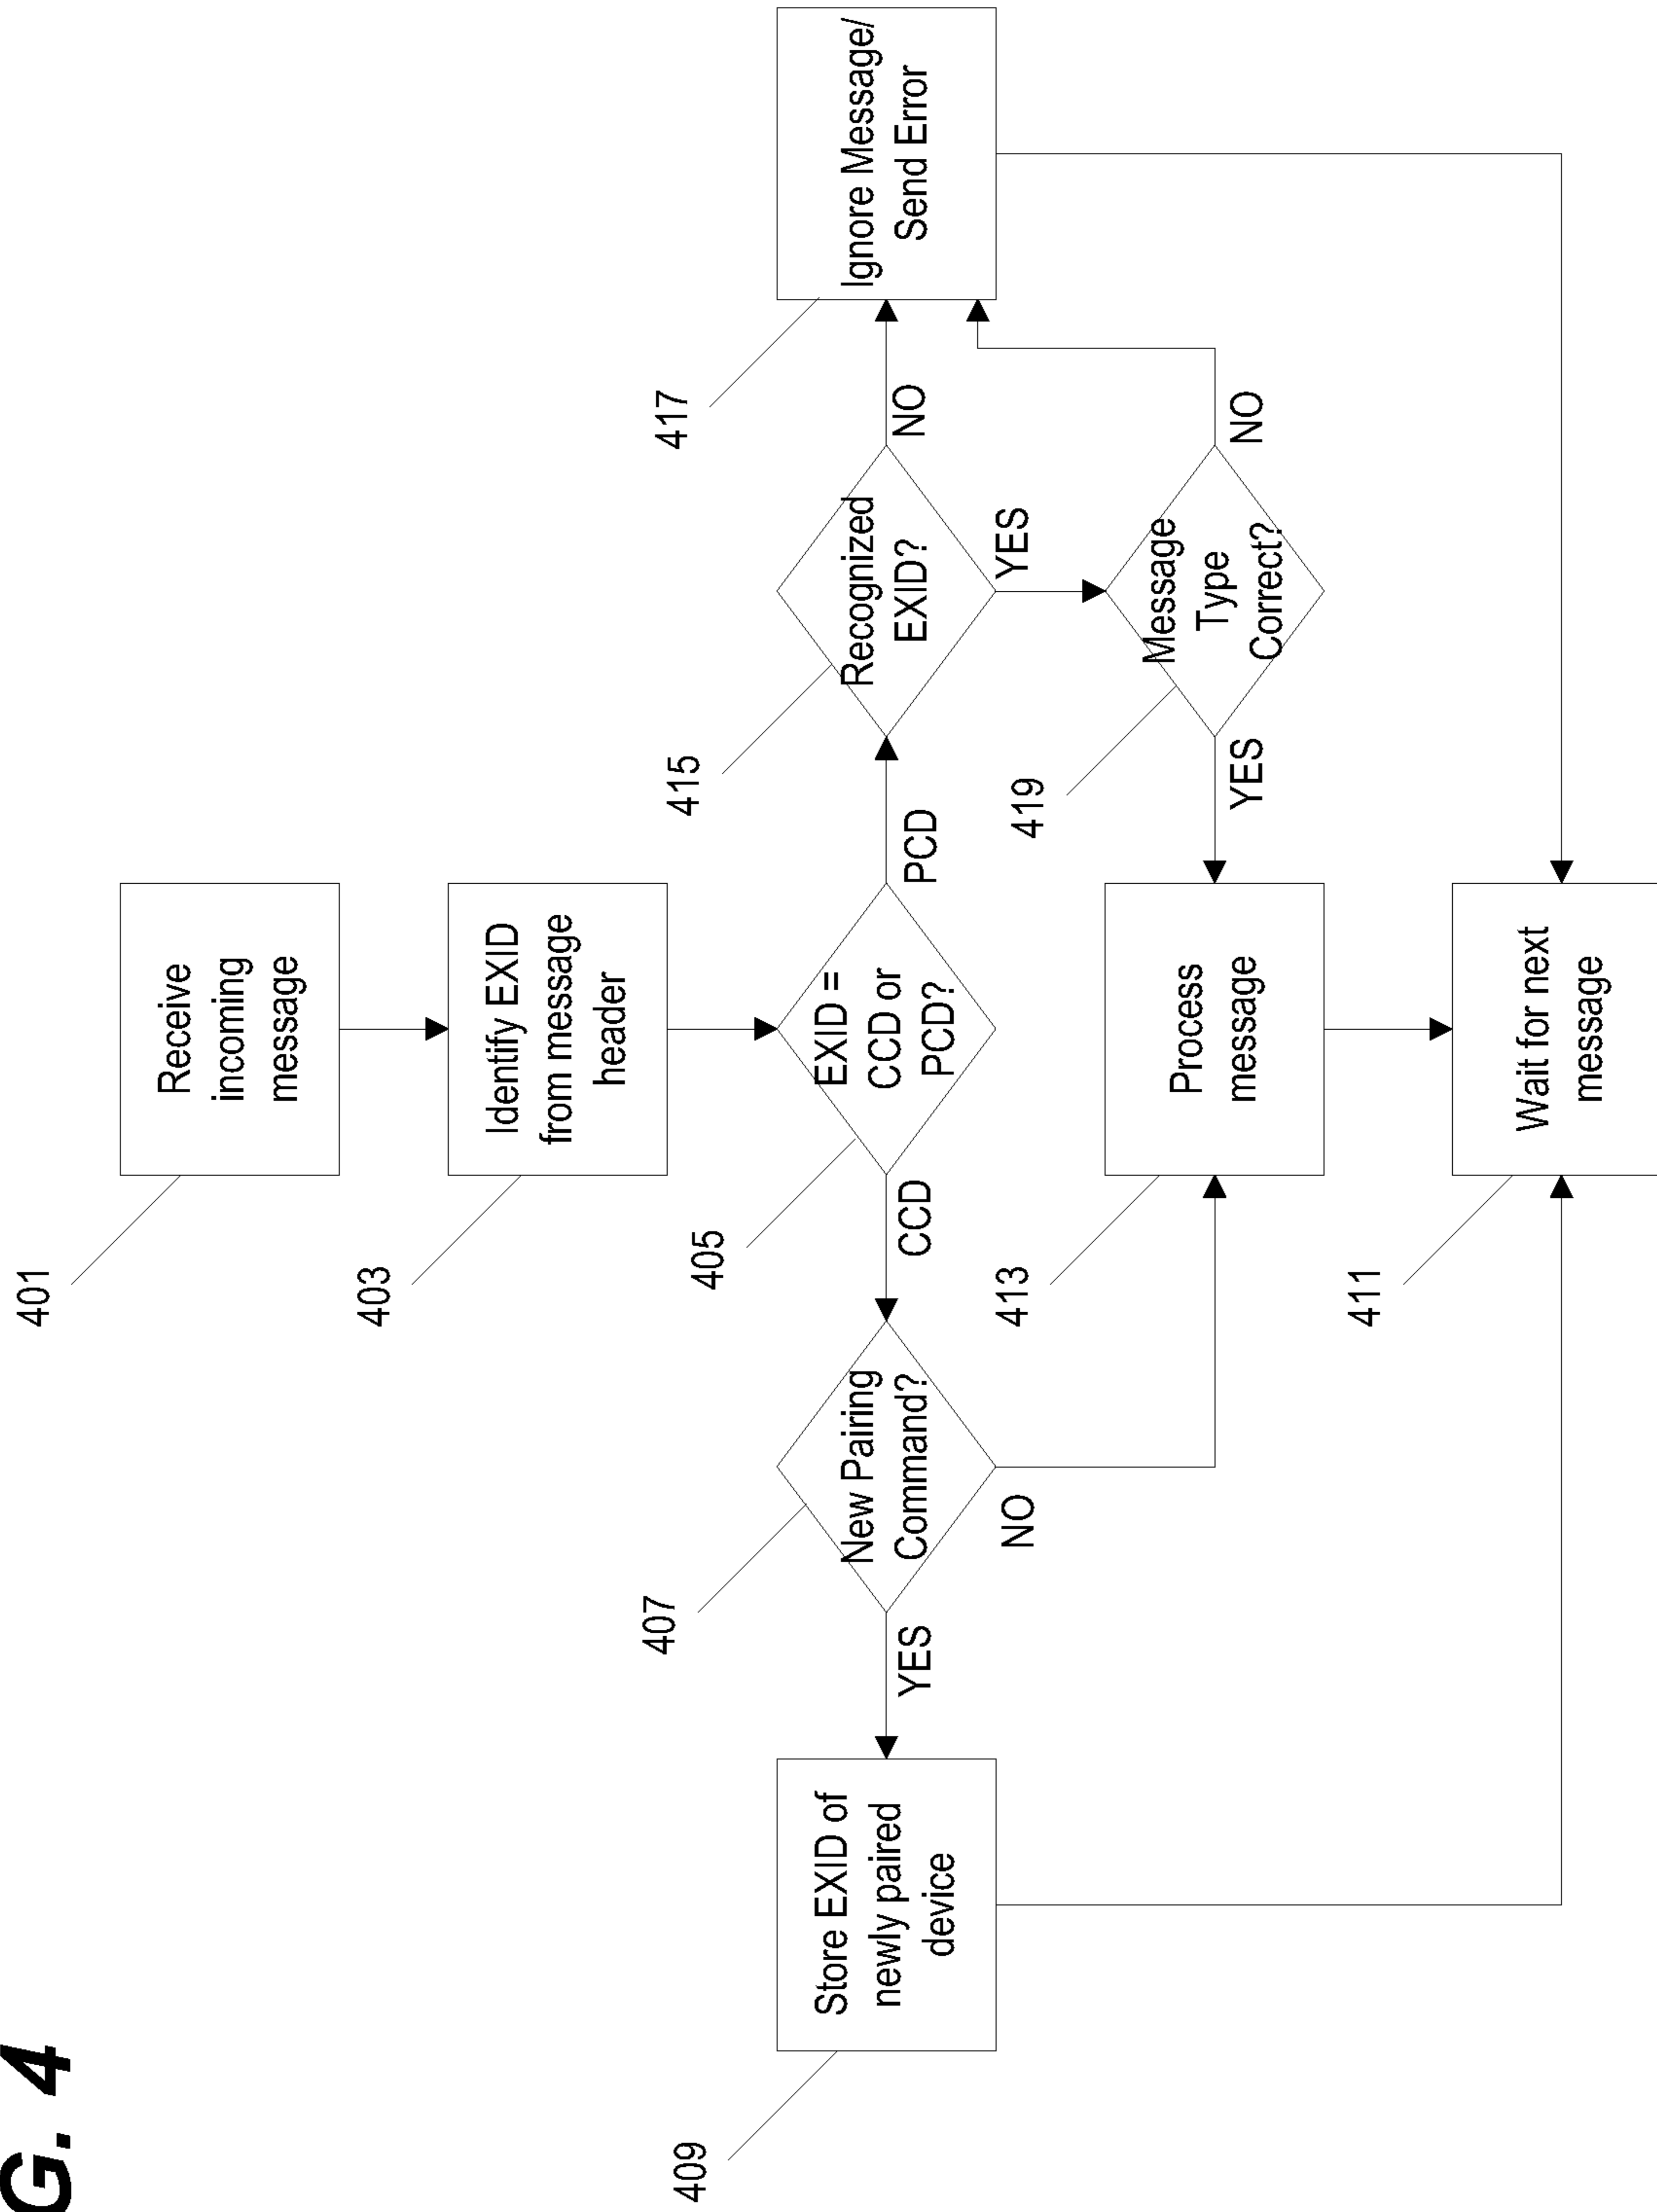 G. 4
401
Receive
incoming
message
403
Identify EXID
from message
header
405
EXID =
CCD or
PCD?
CCD
PCD
407
New Pairing
Command?
YES
NO
409
Store EXID of
newly paired
device
415
Recognized
EXID?
NO
YES
417
Ignore Message/
Send Error
419
Message
Type
Correct?
YES
NO
413
Process
message
411
Wait for next
message